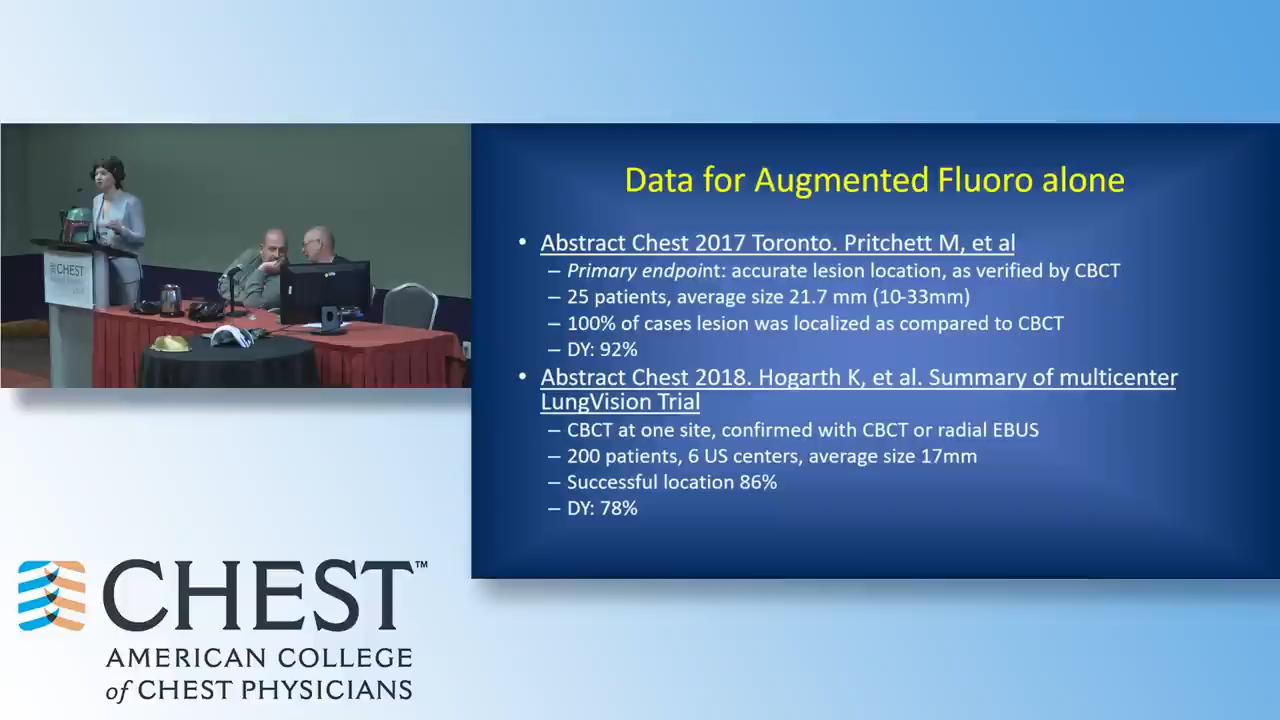 Data for Augmented Fluoro alone
• Abstract Chest 2017 Toronto. Pritchett M, et al
– Primary endpoint: accurate lesion location, as verified by CBCT
– 25 patients, average size 21.7 mm (10-33mm)
– 100% of cases lesion was localized as compared to CBCT
– DY: 92%
• Abstract Chest 2018. Hogarth K, et al. Summary of multicenter
LungVision Trial
– CBCT at one site, confirmed with CBCT or radial EBUS
– 200 patients, 6 US centers, average size 17mm
– Successful location 86%
– DY: 78%
CHEST
CHEST™
AMERICAN COLLEGE
of CHEST PHYSICIANS